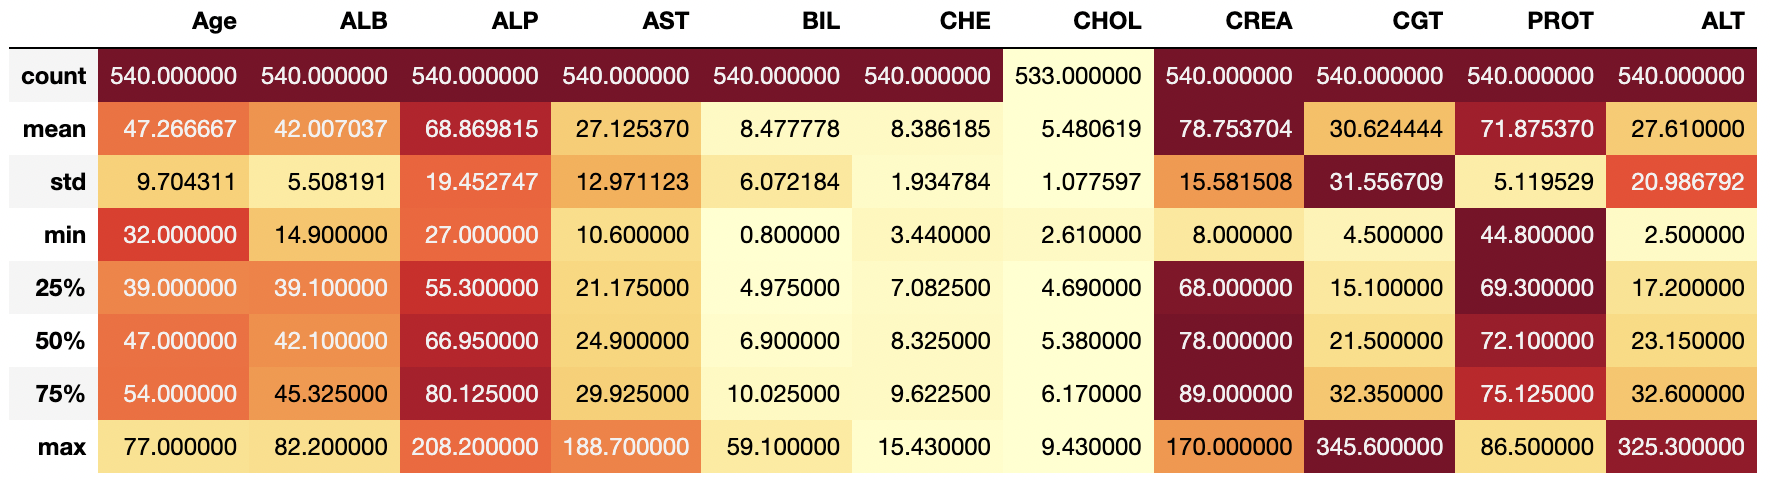 Age ALB ALP AST BIL CHE CHOL CREA CGT PROT ALT
count 540.000000 540.000000 540.000000 540.000000 540.000000 540.000000 533.000000 540.000000 540.000000 540.000000 540.000000
mean 47.266667 42.007037 68.869815 27.125370 8.477778 8.386185 5.480619 78.753704 30.624444 71.875370 27.610000
std 9.704311 5.508191 19.452747 12.971123 6.072184 1.934784 1.077597 15.581508 31.556709 5.119529 20.986792
min 32.000000 14.900000 27.000000 10.600000 0.800000 3.440000 2.610000 8.000000 4.500000 44.800000 2.500000
25% 39.000000 39.100000 55.300000 21.175000 4.975000 7.082500 4.690000 68.000000 15.100000 69.300000 17.200000
50% 47.000000 42.100000 66.950000 24.900000 6.900000 8.325000 5.380000 78.000000 21.500000 72.100000 23.150000
75% 54.000000 45.325000 80.125000 29.925000 10.025000 9.622500 6.170000 89.000000 32.350000 75.125000 32.600000
max 77.000000 82.200000 208.200000 188.700000 59.100000 15.430000 9.430000 170.000000 345.600000 86.500000 325.300000